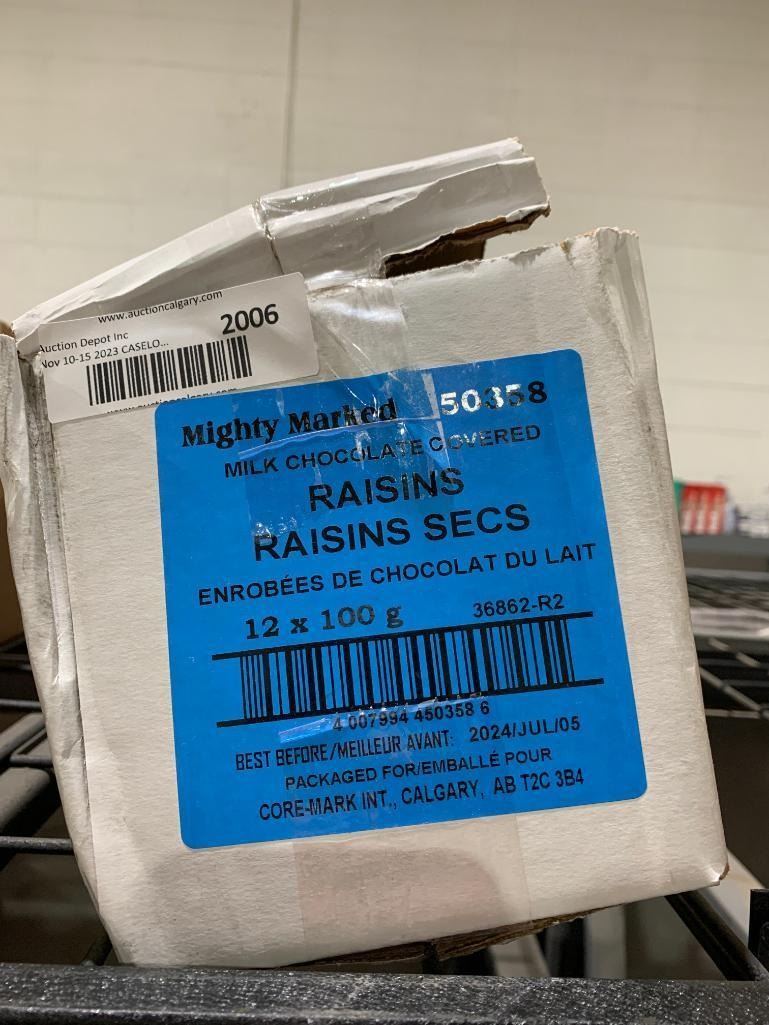 www.auctioncalgary.com
Auction Depot Inc
2006
Nov 10-15 2023 CASELO...
Mighty Marked 50358
MILK CHOCOLATE COVERED
RAISINS
RAISINS SECS
ENROBÉES DE CHOCOLAT DU LAIT
12 x 100 g 36862-R2
4 007994 450358 6
BEST BEFORE/MEILLEUR AVANT: 2024/JUL/05
PACKAGED FOR/EMBALLÉ POUR
CORE-MARK INT., CALGARY, AB T2C 3B4